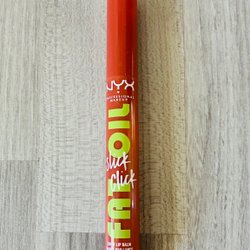 NYX
PROFESSIONAL
MAKEUP
FAT OIL
slick
click
LIP BALM